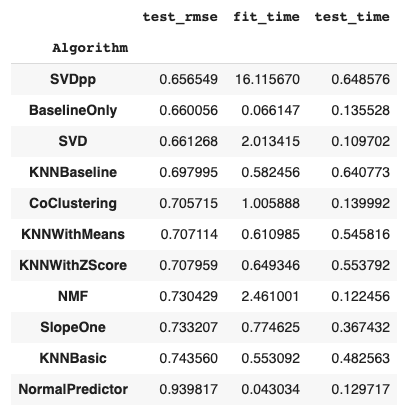 test_rmse fit_time test_time
Algorithm
SVDpp 0.656549 16.115670 0.648576
BaselineOnly 0.660056 0.066147 0.135528
SVD 0.661268 2.013415 0.109702
KNNBaseline 0.697995 0.582456 0.640773
CoClustering 0.705715 1.005888 0.139992
KNNWithMeans 0.707114 0.610985 0.545816
KNNWithZScore 0.707959 0.649346 0.553792
NMF 0.730429 2.461001 0.122456
SlopeOne 0.733207 0.774625 0.367432
KNNBasic 0.743560 0.553092 0.482563
NormalPredictor 0.939817 0.043034 0.129717